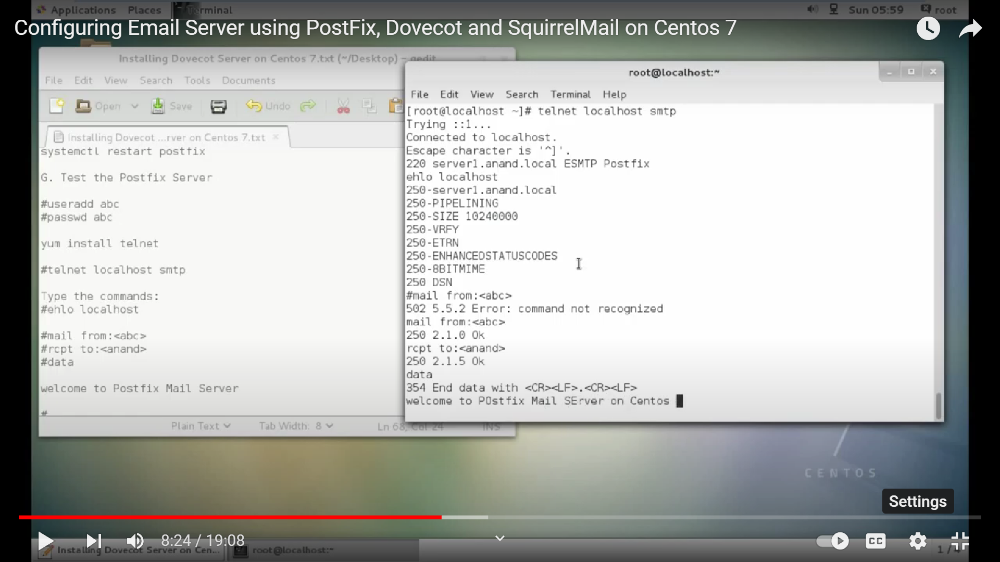 Applications Places Terminal Sun 05:59 root
Configuring Email Server using PostFix, Dovecot and SquirrelMail on Centos 7
Installing Dovecot Server on Centos 7.txt (~/Desktop) – gedit
File Edit View Search Tools Documents
Open Save Undo
Installing Dovecot ...rver on Centos 7.txt
systemctl restart postfix
G. Test the Postfix Server
#useradd abc
#passwd abc
yum install telnet
#telnet localhost smtp
Type the commands:
#ehlo localhost
#mail from:<abc>
#rcpt to:<anand>
#data
welcome to Postfix Mail Server
#
Plain Text Tab Width: 8 Ln 68, Col 24 INS
root@localhost:~
File Edit View Search Terminal Help
[root@localhost ~]# telnet localhost smtp
Trying ::1...
Connected to localhost.
Escape character is '^]'.
220 server1.anand.local ESMTP Postfix
ehlo localhost
250-server1.anand.local
250-PIPELINING
250-SIZE 10240000
250-VRFY
250-ETRN
250-ENHANCEDSTATUSCODES
250-8BITMIME
250 DSN
#mail from:<abc>
502 5.5.2 Error: command not recognized
mail from:<abc>
250 2.1.0 Ok
rcpt to:<anand>
250 2.1.5 Ok
data
354 End data with <CR><LF>.<CR><LF>
welcome to POstfix Mail SErver on Centos
CENTOS
Settings
8:24 / 19:08
CC
Installing Dovecot Server on Cen... root@localhost:~ 1 / 4